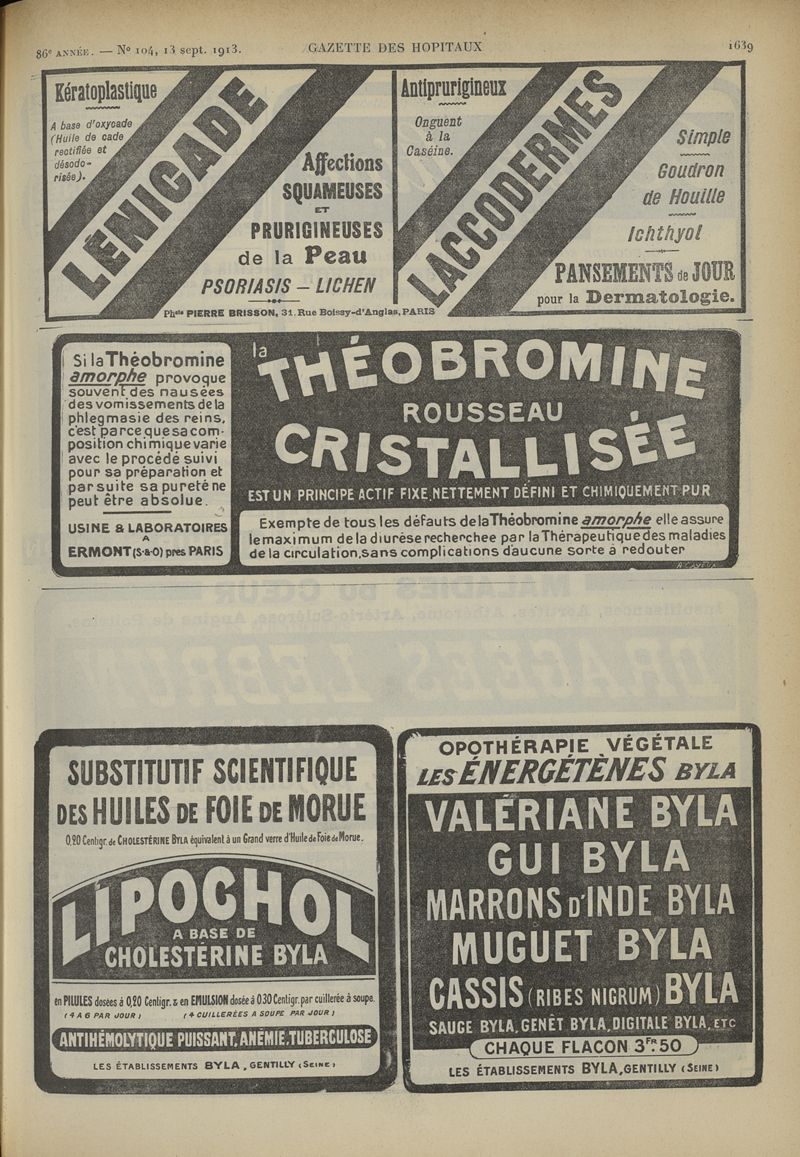 86e ANNÉE. — No 104, 13 sept. 1913. GAZETTE DES HOPITAUX 1639
Kératoplastique
A base d'oxycade
(Huile de cade
rectifiée et
désodo-
risée).
LÉNICADE
Affections
SQUAMEUSES
ET
PRURIGINEUSES
de la Peau
PSORIASIS — LICHEN
Antiprurigineux
Onguent
à la
Caséine.
LACCODERMES
Simple
Goudron
de Houille
Ichthyol
PANSEMENTS de JOUR
pour la Dermatologie.
Phcie PIERRE BRISSON, 31, Rue Boissy-d'Anglas, PARIS
Si la Théobromine
amorphe provoque
souvent des nausées
des vomissements de la
phlegmasie des reins,
c'est parce que sa com-
position chimique varie
avec le procédé suivi
pour sa préparation et
par suite sa pureté ne
peut être absolue.
USINE & LABORATOIRES
A
ERMONT (S-&-O) près PARIS
la THÉOBROMINE
ROUSSEAU
CRISTALLISÉE
EST UN PRINCIPE ACTIF FIXE, NETTEMENT DÉFINI ET CHIMIQUEMENT PUR
Exempte de tous les défauts de la Théobromine amorphe elle assure
le maximum de la diurèse recherchee par la Thérapeutique des maladies
de la circulation, sans complications d'aucune sorte à redouter
SUBSTITUTIF SCIENTIFIQUE
DES HUILES DE FOIE DE MORUE
0,20 Centigr. de CHOLESTÉRINE BYLA équivalent à un Grand verre d'Huile de Foie de Morue.
LIPOCHOL
A BASE DE
CHOLESTÉRINE BYLA
en PILULES dosées à 0,20 Centigr. & en EMULSION dosée à 030 Centigr. par cuillerée à soupe.
(4 A 6 PAR JOUR) (4 CUILLERÉES A SOUPE PAR JOUR)
ANTIHÉMOLYTIQUE PUISSANT, ANÉMIE, TUBERCULOSE
LES ÉTABLISSEMENTS BYLA, GENTILLY (SEINE)
OPOTHÉRAPIE VÉGÉTALE
LES ÉNERGÉTÈNES BYLA
VALÉRIANE BYLA
GUI BYLA
MARRONS D'INDE BYLA
MUGUET BYLA
CASSIS (RIBES NIGRUM) BYLA
SAUGE BYLA, GENÊT BYLA, DIGITALE BYLA, ETC
CHAQUE FLACON 3FR.50
LES ÉTABLISSEMENTS BYLA, GENTILLY (SEINE)